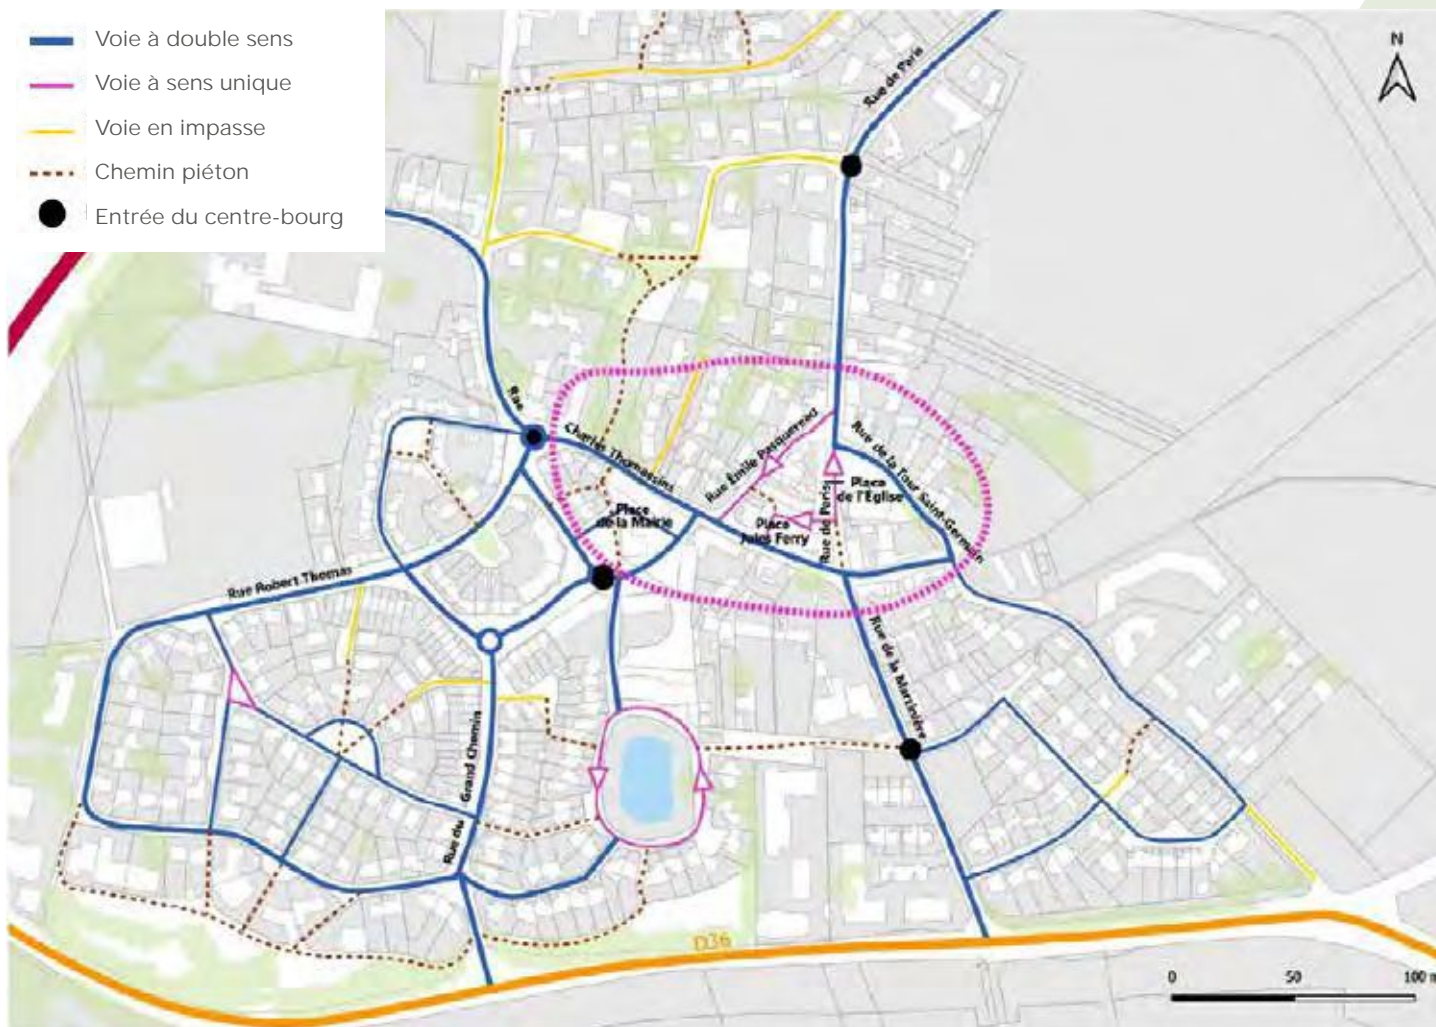 Voie à double sens
Voie à sens unique
Voie en impasse
Chemin piéton
Entrée du centre-bourg
N
Rue de Paris
Rue
Charles Thomassins
Rue Émile Pasquereau
Rue de la Tour Saint-Germain
Place
de l'Église
Place
de la Mairie
Place
Jules Ferry
Rue de Paris
Rue Robert Thomas
Rue de la Martinière
Rue du Grand Chemin
D36
0
50
100 m